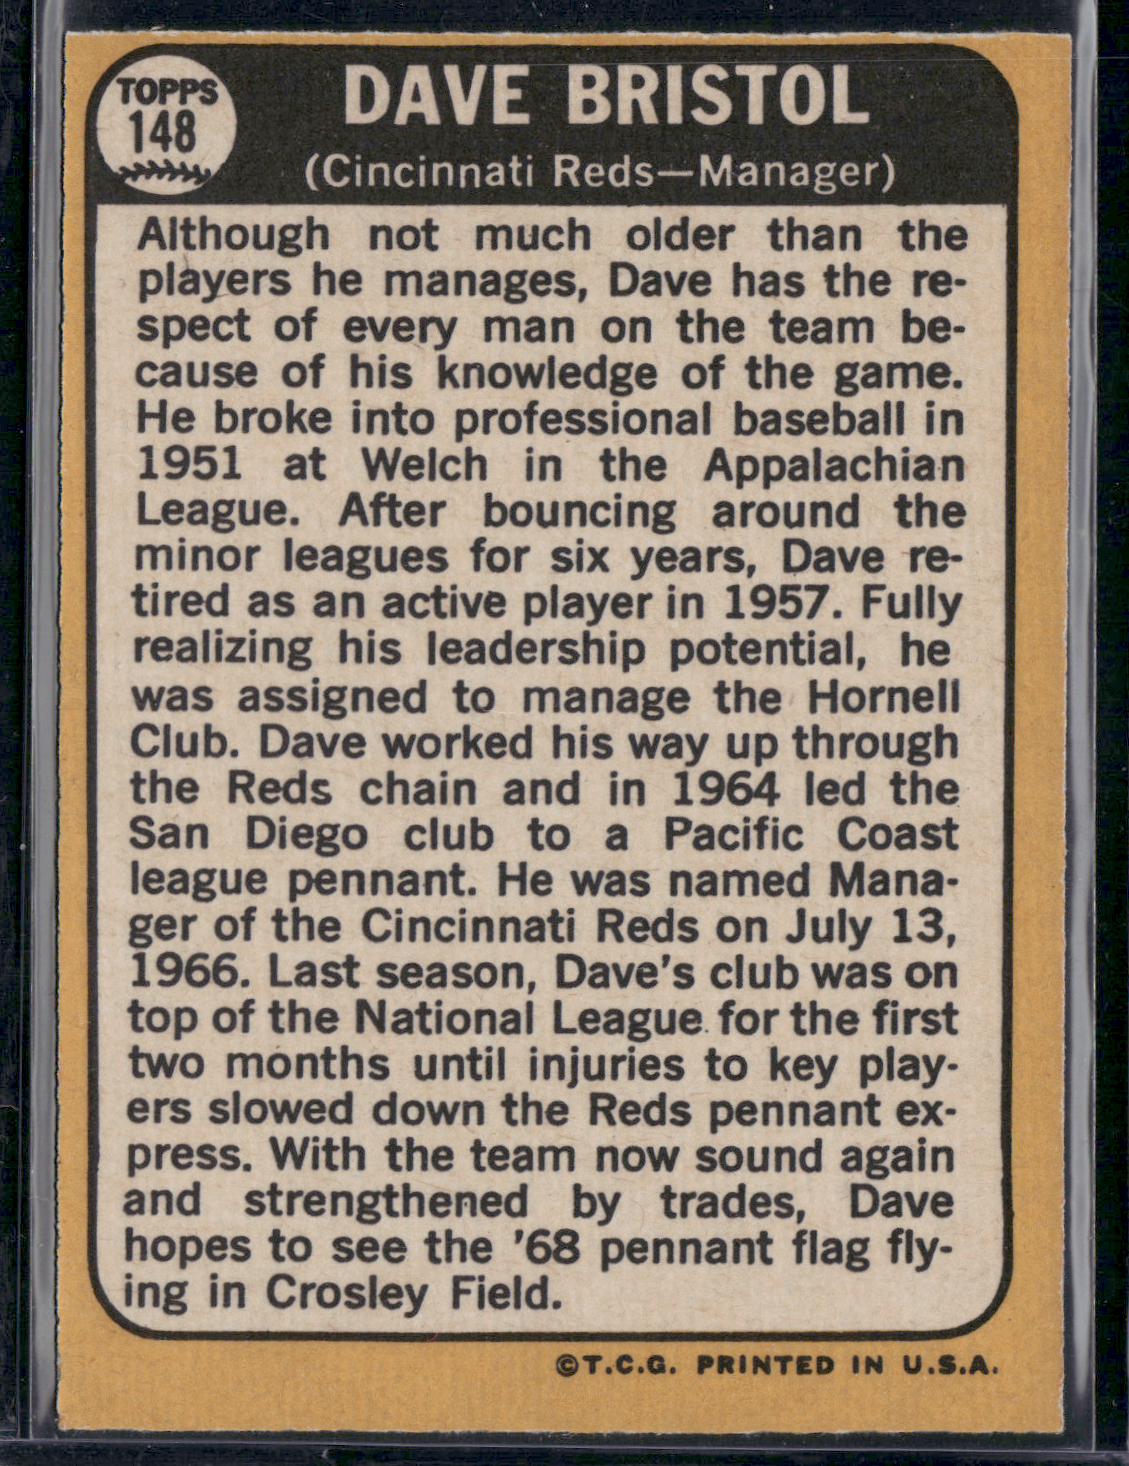 TOPPS
148
DAVE BRISTOL
(Cincinnati Reds—Manager)
Although not much older than the
players he manages, Dave has the re-
spect of every man on the team be-
cause of his knowledge of the game.
He broke into professional baseball in
1951 at Welch in the Appalachian
League. After bouncing around the
minor leagues for six years, Dave re-
tired as an active player in 1957. Fully
realizing his leadership potential, he
was assigned to manage the Hornell
Club. Dave worked his way up through
the Reds chain and in 1964 led the
San Diego club to a Pacific Coast
league pennant. He was named Mana-
ger of the Cincinnati Reds on July 13,
1966. Last season, Dave's club was on
top of the National League for the first
two months until injuries to key play-
ers slowed down the Reds pennant ex-
press. With the team now sound again
and strengthened by trades, Dave
hopes to see the '68 pennant flag fly-
ing in Crosley Field.
©T.C.G. PRINTED IN U.S.A.